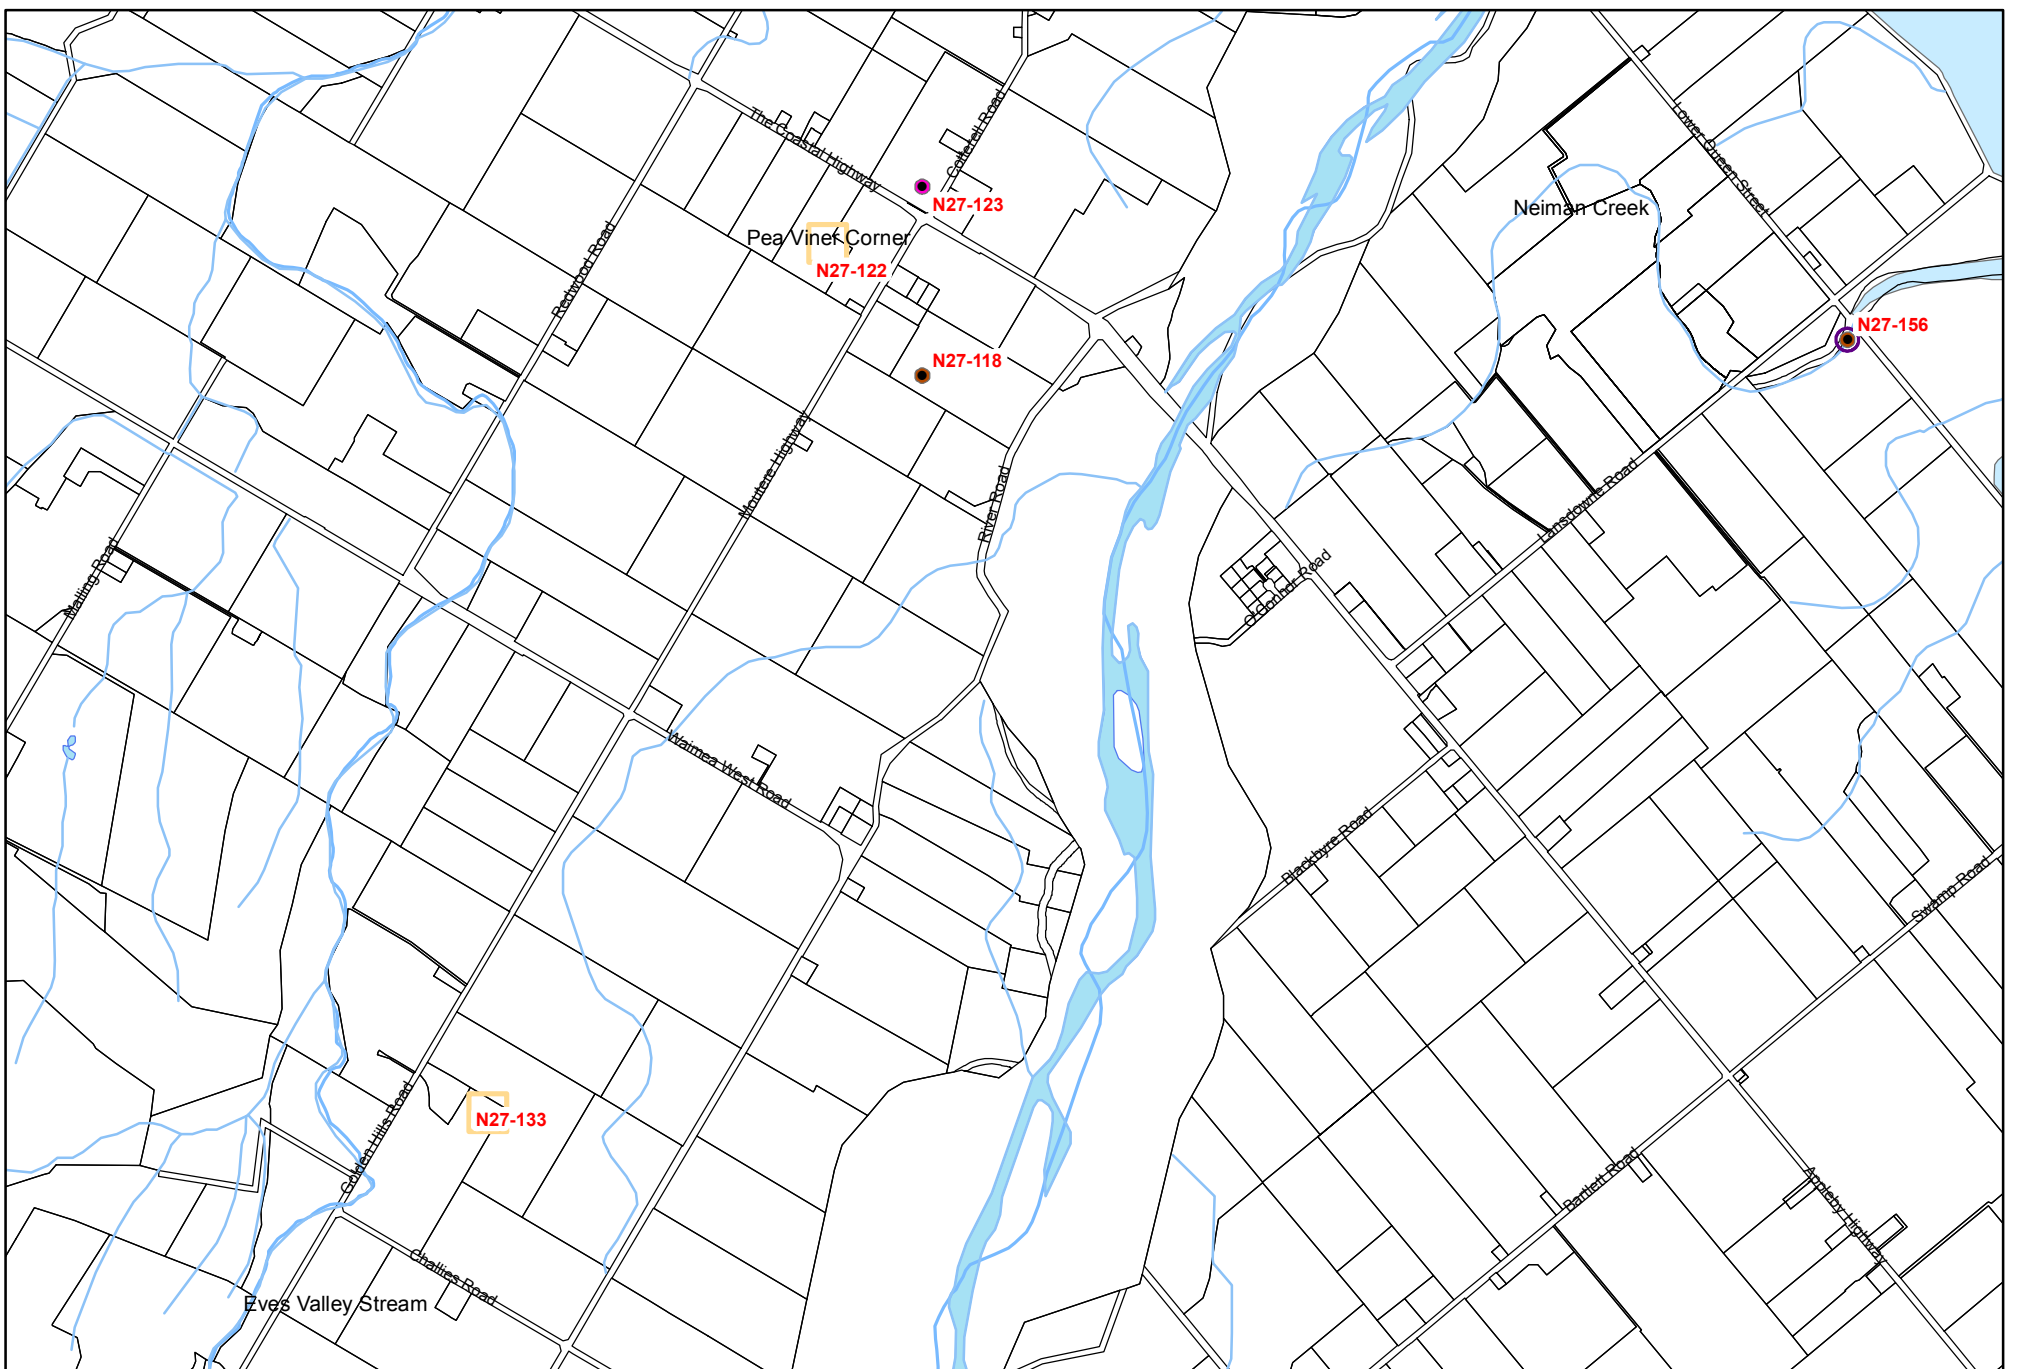 The Coastal Highway
Cotterell Road
Lower Queen Street
N27-123
Neiman Creek
Pea Viner Corner
N27-122
Redwood Road
N27-156
N27-118
Moutere Highway
River Road
Lansdowne Road
Malling Road
O'Connor Road
Waimea West Road
Blackbyre Road
Swamp Road
N27-133
Golden Hills Road
Bartlett Road
Appleby Highway
Challies Road
Eves Valley Stream